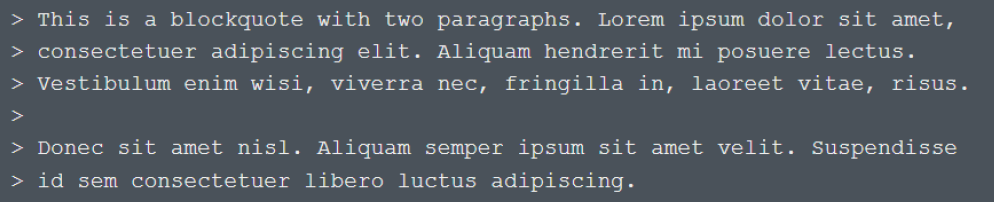 > This is a blockquote with two paragraphs. Lorem ipsum dolor sit amet,
> consectetuer adipiscing elit. Aliquam hendrerit mi posuere lectus.
> Vestibulum enim wisi, viverra nec, fringilla in, laoreet vitae, risus.
>
> Donec sit amet nisl. Aliquam semper ipsum sit amet velit. Suspendisse
> id sem consectetuer libero luctus adipiscing.